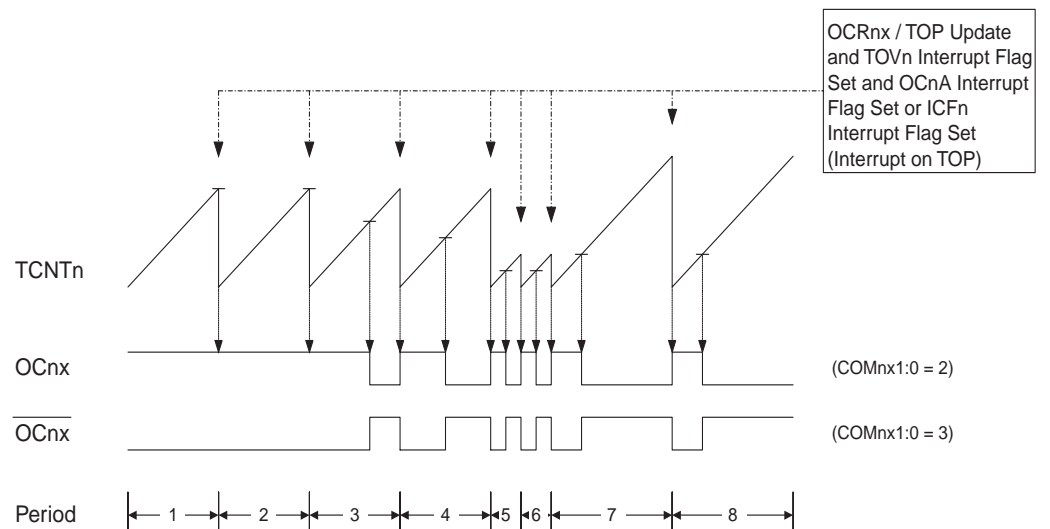 OCRnx / TOP Update
and TOVn Interrupt Flag
Set and OCnA Interrupt
Flag Set or ICFn
Interrupt Flag Set
(Interrupt on TOP)
TCNTn
OCnx
(COMnx1:0 = 2)
OCnx
(COMnx1:0 = 3)
Period
1 2 3 4 5 6 7 8